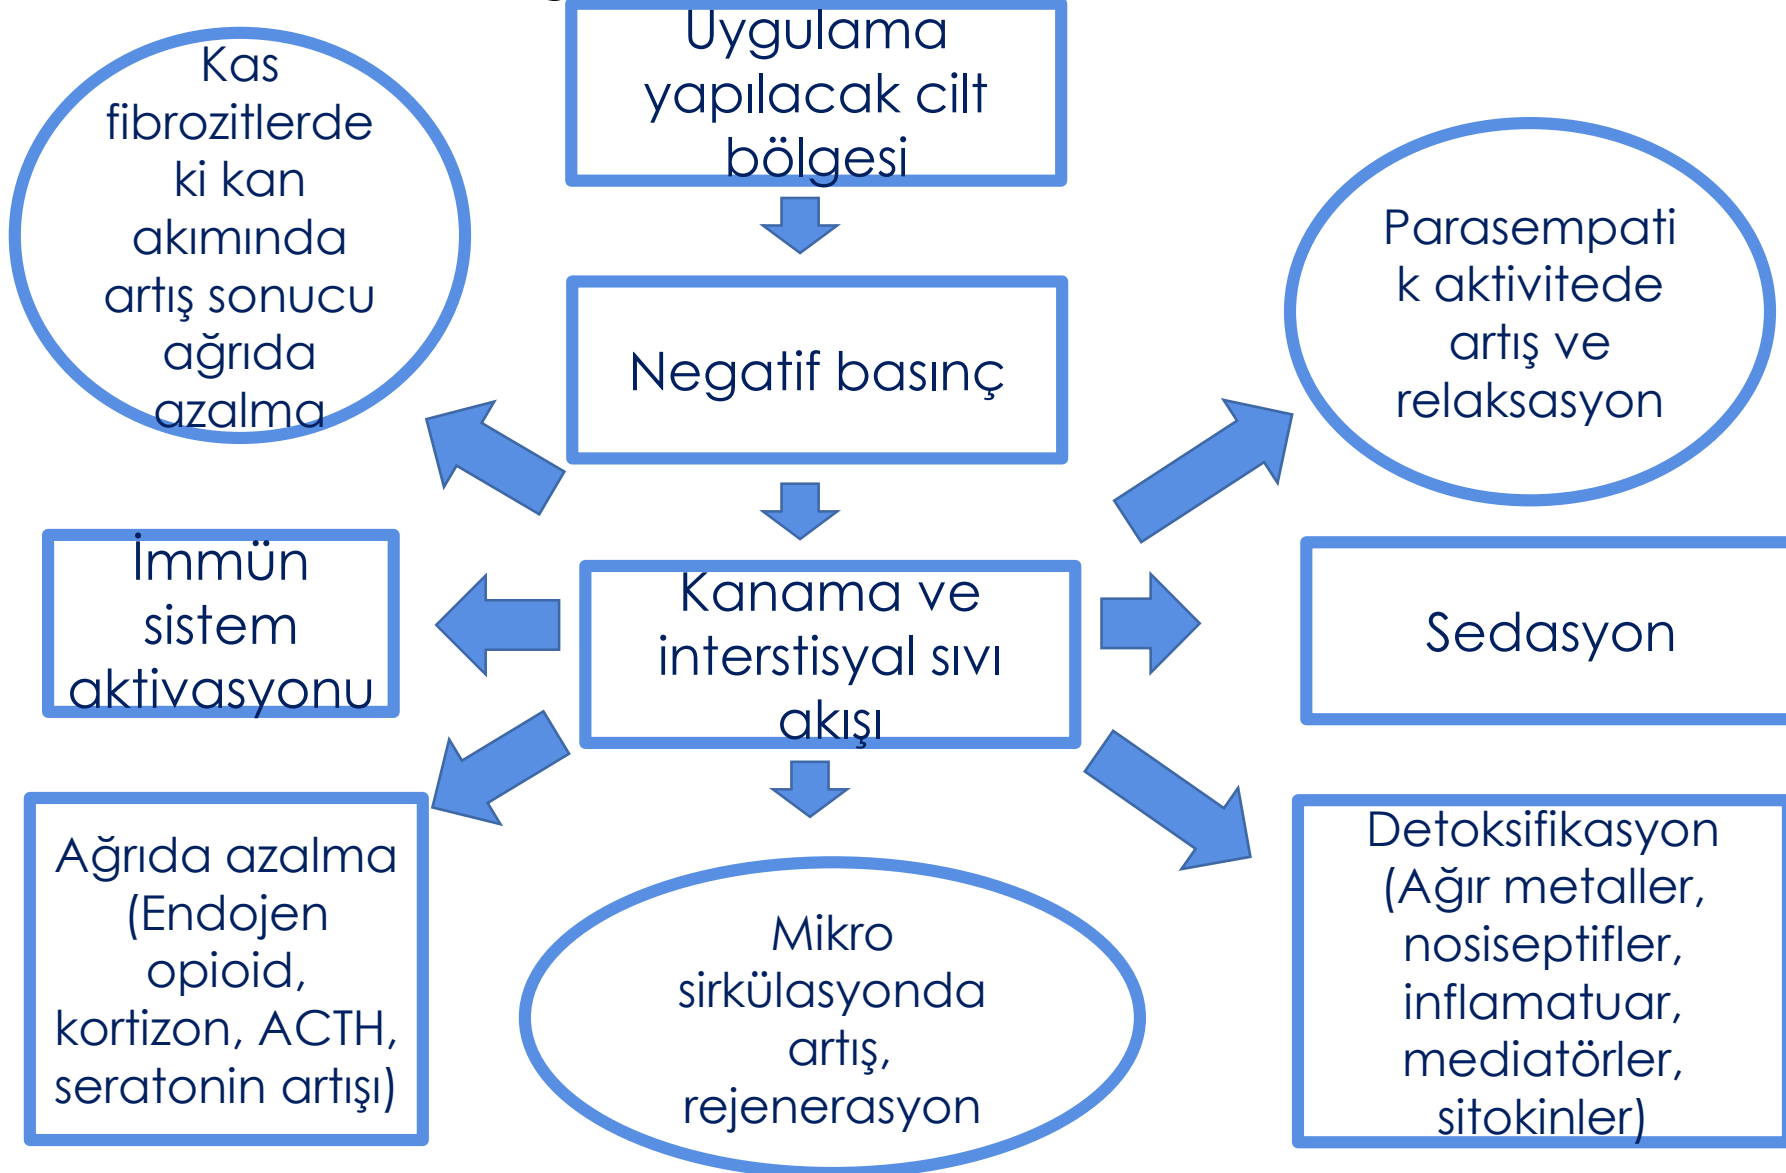 Uygulama
yapılacak cilt
bölgesi
Kas
fibrozitlerde
ki kan
akımında
artış sonucu
ağrıda
azalma
Negatif basınç
Parasempati
k aktivitede
artış ve
relaksasyon
İmmün
sistem
aktivasyonu
Kanama ve
interstisyal sıvı
akışı
Sedasyon
Ağrıda azalma
(Endojen
opioid,
kortizon, ACTH,
seratonin artışı)
Mikro
sirkülasyonda
artış,
rejenerasyon
Detoksifikasyon
(Ağır metaller,
nosiseptifler,
inflamatuar,
mediatörler,
sitokinler)